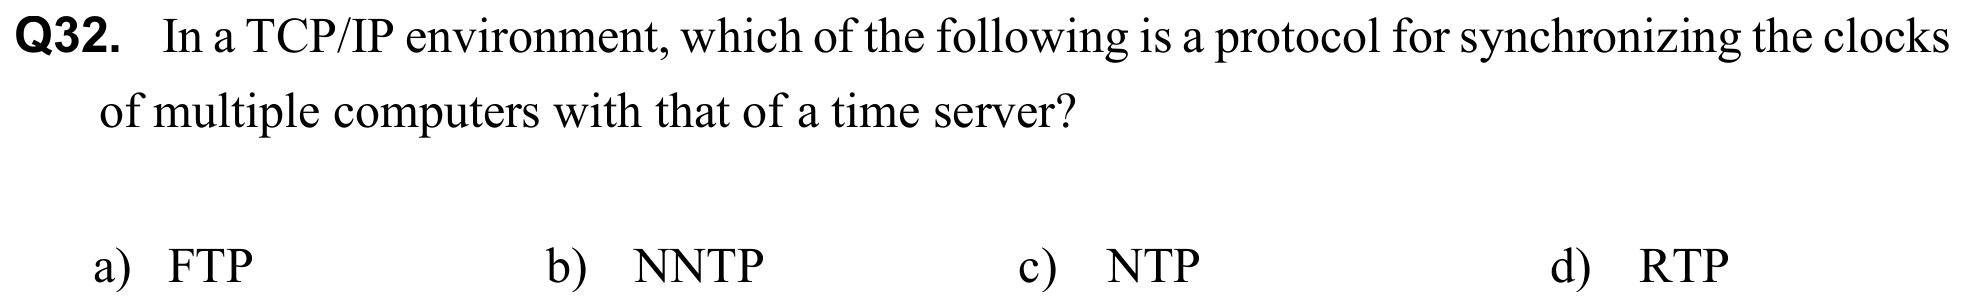 Q32. In a TCP/IP environment, which of the following is a protocol for synchronizing the clocks
of multiple computers with that of a time server?
a) FTP b) NNTP c) NTP d) RTP